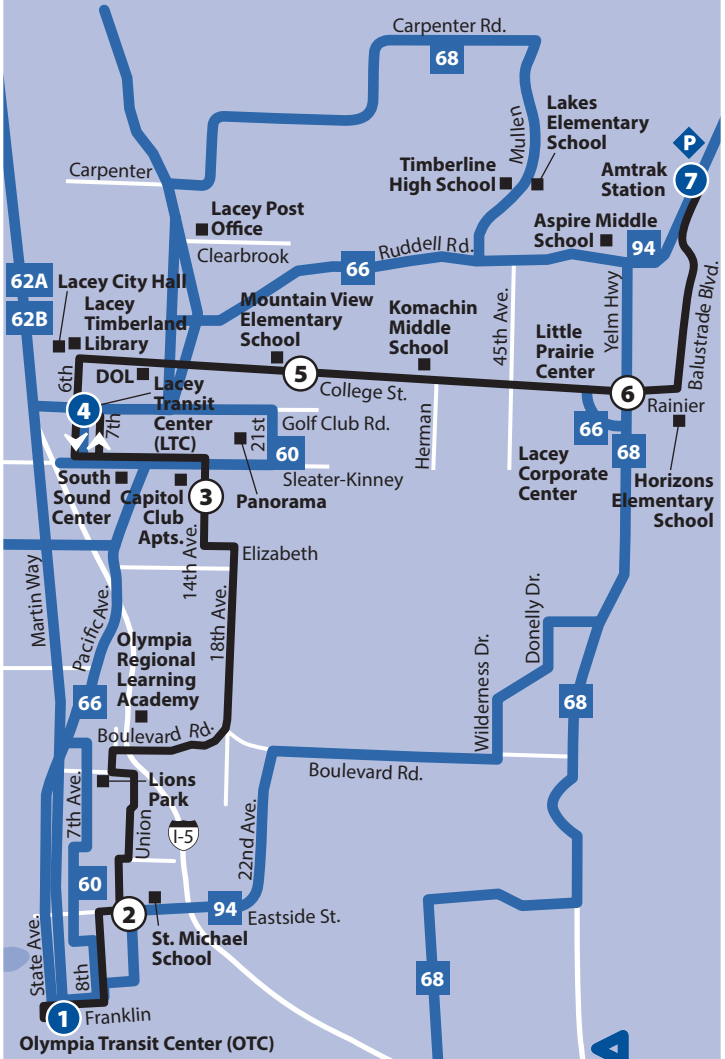 Carpenter Rd.
68
Mullen
Lakes
Elementary
School
P
Carpenter
Timberline
High School
Amtrak
Station
7
Lacey Post
Office
Clearbrook
Aspire Middle
School
94
Ruddell Rd.
66
62A
62B
Lacey City Hall
Lacey
Timberland
Library
Mountain View
Elementary
School
Komachin
Middle
School
45th Ave.
Yelm Hwy
Balustrade Blvd.
Little
Prairie
Center
6th
DOL
5
College St.
6
Rainier
4
Lacey
Transit
Center
(LTC)
7th
21st
Golf Club Rd.
60
Herman
66
68
Sleater-Kinney
South
Sound
Center
Capitol
Club
Apts.
3
Panorama
Lacey
Corporate
Center
Horizons
Elementary
School
Martin Way
Pacific Ave.
14th Ave.
Elizabeth
18th Ave.
Donelly Dr.
Wilderness Dr.
Olympia
Regional
Learning
Academy
66
68
Boulevard Rd.
Boulevard Rd.
7th Ave.
Lions
Park
Union
I-5
22nd Ave.
60
2
94
Eastside St.
St. Michael
School
State Ave.
8th
68
1
Franklin
Olympia Transit Center (OTC)